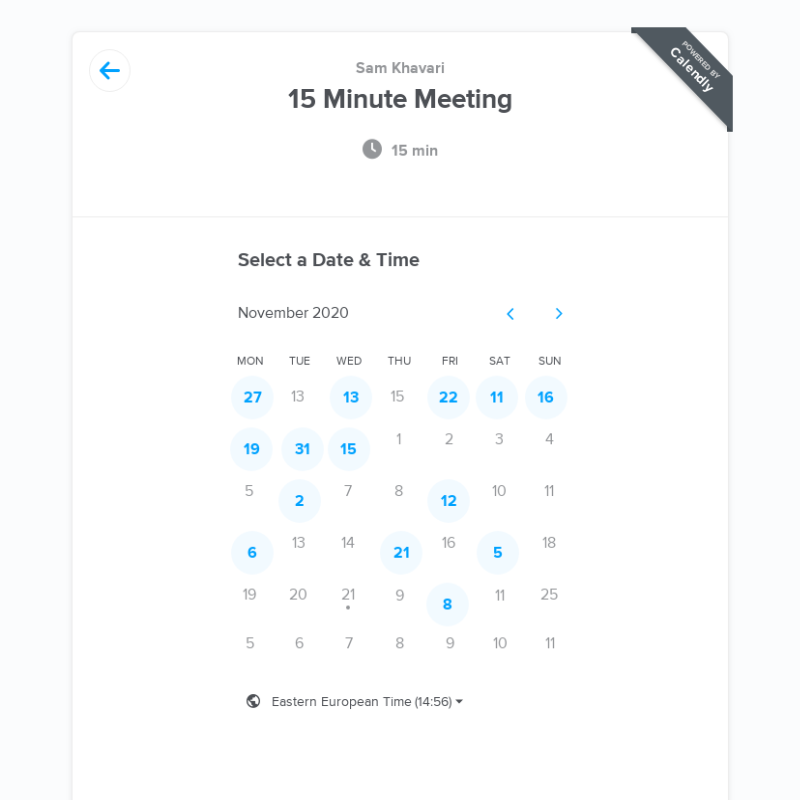 Sam Khavari
15 Minute Meeting
15 min
POWERED BY
Calendly
Select a Date & Time
November 2020
MON TUE WED THU FRI SAT SUN
27 13 13 15 22 11 16
19 31 15 1 2 3 4
5 2 7 8 12 10 11
6 13 14 21 16 5 18
19 20 21 9 8 11 25
5 6 7 8 9 10 11
Eastern European Time (14:56)